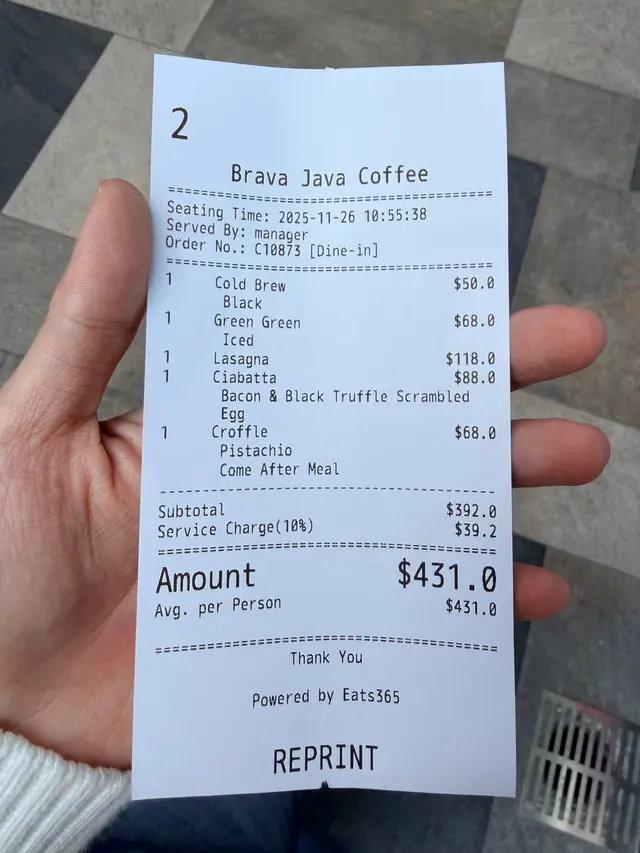 2
Brava Java Coffee
================================================
Seating Time: 2025-11-26 10:55:38
Served By: manager
Order No.: C10873 [Dine-in]
================================================
1 Cold Brew $50.0
Black
1 Green Green $68.0
Iced
1 Lasagna $118.0
1 Ciabatta $88.0
Bacon & Black Truffle Scrambled
Egg
1 Croffle $68.0
Pistachio
Come After Meal
------------------------------------------------
Subtotal $392.0
Service Charge(10%) $39.2
================================================
Amount $431.0
Avg. per Person $431.0
================================================
Thank You
Powered by Eats365
REPRINT